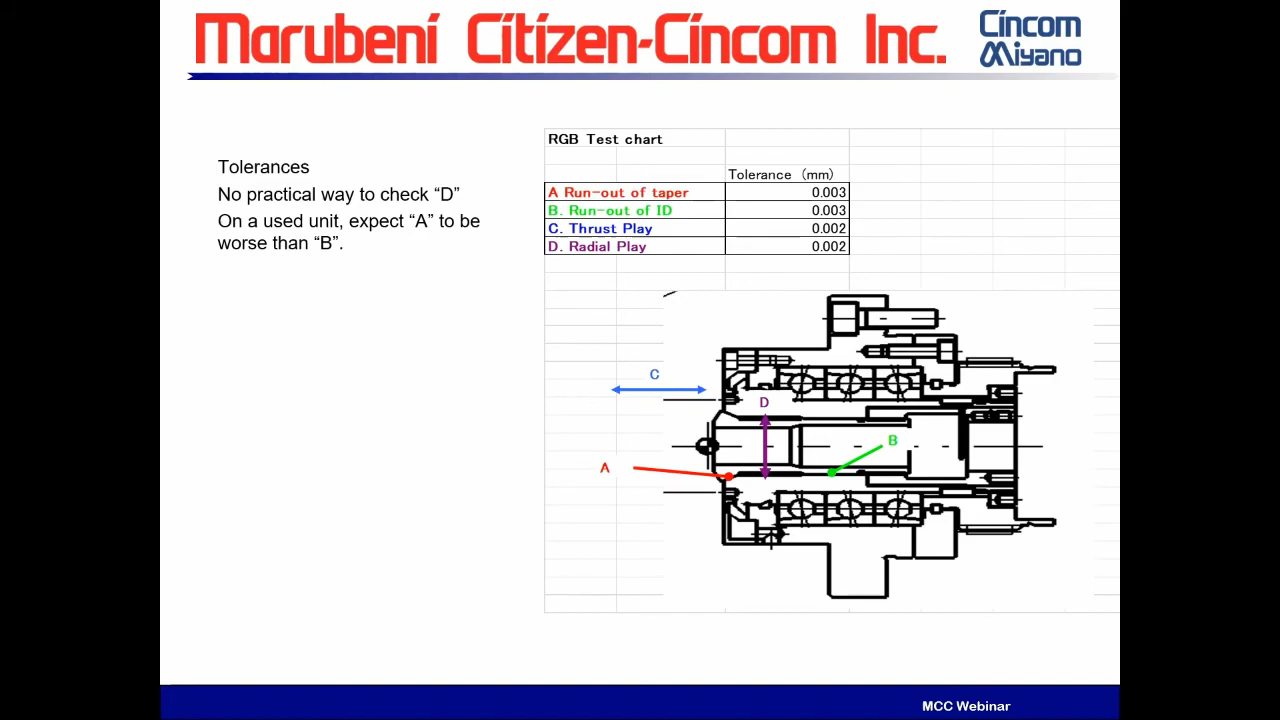 Marubeni Citizen-Cincom Inc.
Cincom
Miyano
Tolerances
No practical way to check “D”
On a used unit, expect “A” to be
worse than “B”.
RGB Test chart
Tolerance (mm)
A Run-out of taper 0.003
B. Run-out of ID 0.003
C. Thrust Play 0.002
D. Radial Play 0.002
C
D
B
A
MCC Webinar